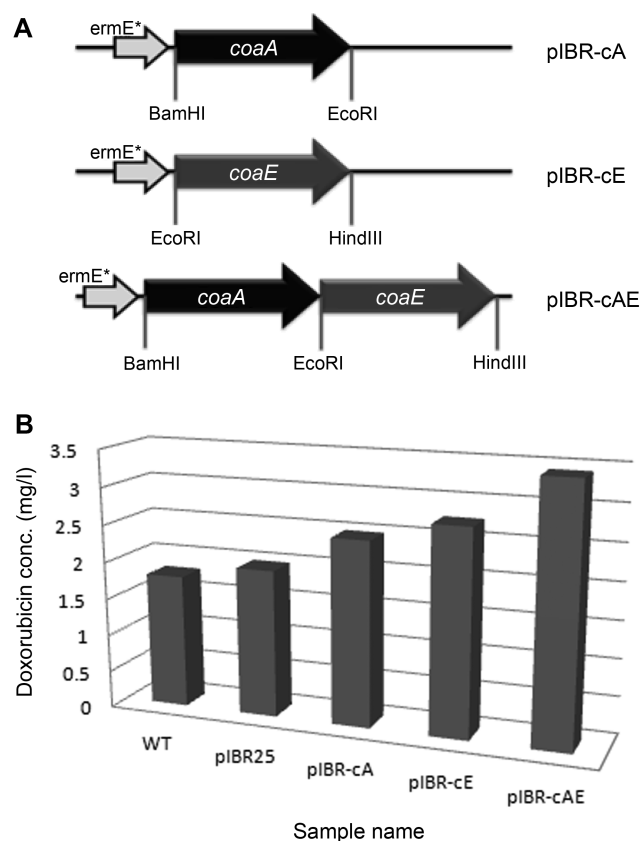 A
ermE*
coaA
pIBR-cA
BamHI EcoRI
ermE*
coaE
pIBR-cE
EcoRI HindIII
ermE*
coaA coaE
pIBR-cAE
BamHI EcoRI HindIII
B
Doxorubicin conc. (mg/l)
3.5
3
2.5
2
1.5
1
0.5
0
WT pIBR25 pIBR-cA pIBR-cE pIBR-cAE
Sample name